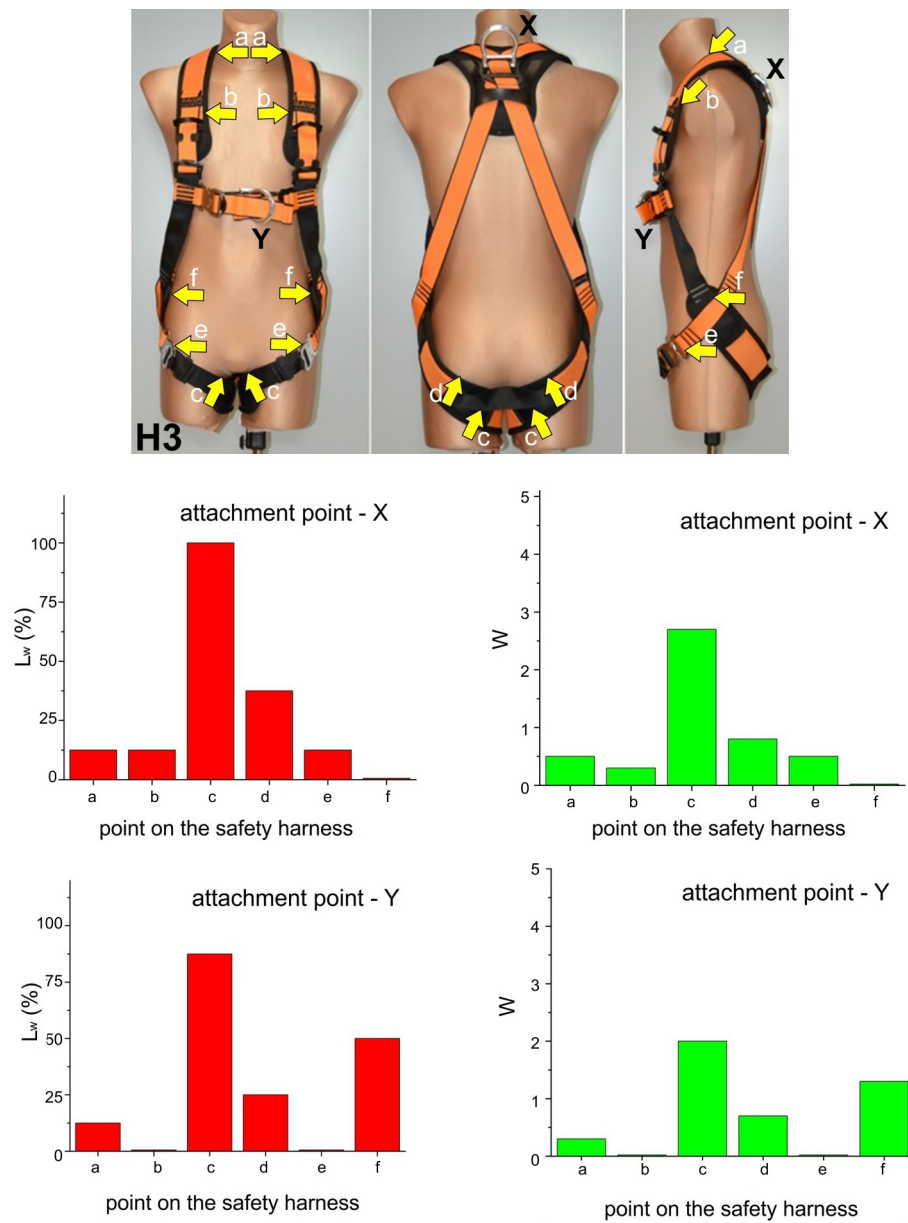 a a
X
a
X
b b
b
Y
Y
f f
f
e e
e
c c
d d
c c
H3
attachment point - X
100
75
50
25
0
Lw (%)
a b c d e f
point on the safety harness
attachment point - X
5
4
3
2
1
0
W
a b c d e f
point on the safety harness
attachment point - Y
100
75
50
25
0
Lw (%)
a b c d e f
point on the safety harness
attachment point - Y
5
4
3
2
1
0
W
a b c d e f
point on the safety harness